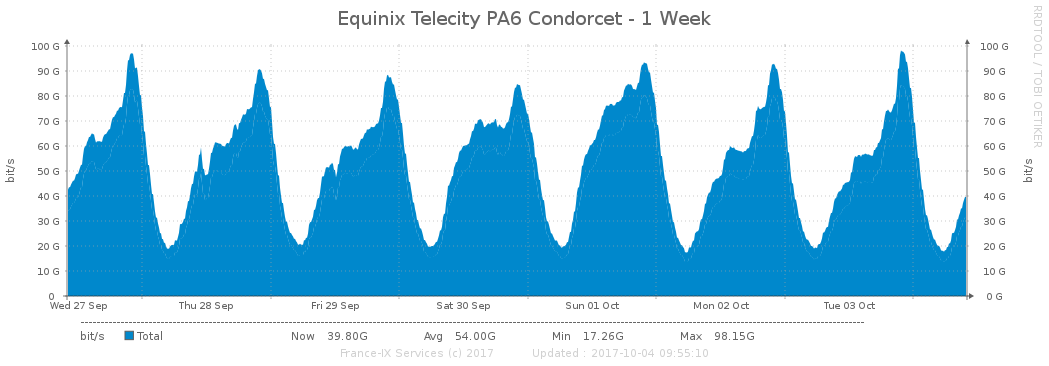 Equinix Telecity PA6 Condorcet - 1 Week
RRDTOOL / TOBI OETIKER
bit/s
100 G
90 G
80 G
70 G
60 G
50 G
40 G
30 G
20 G
10 G
0
100 G
90 G
80 G
70 G
60 G
50 G
40 G
30 G
20 G
10 G
0 G
bit/s
Wed 27 Sep Thu 28 Sep Fri 29 Sep Sat 30 Sep Sun 01 Oct Mon 02 Oct Tue 03 Oct
bit/s Total Now 39.80G Avg 54.00G Min 17.26G Max 98.15G
France-IX Services (c) 2017 Updated : 2017-10-04 09:55:10